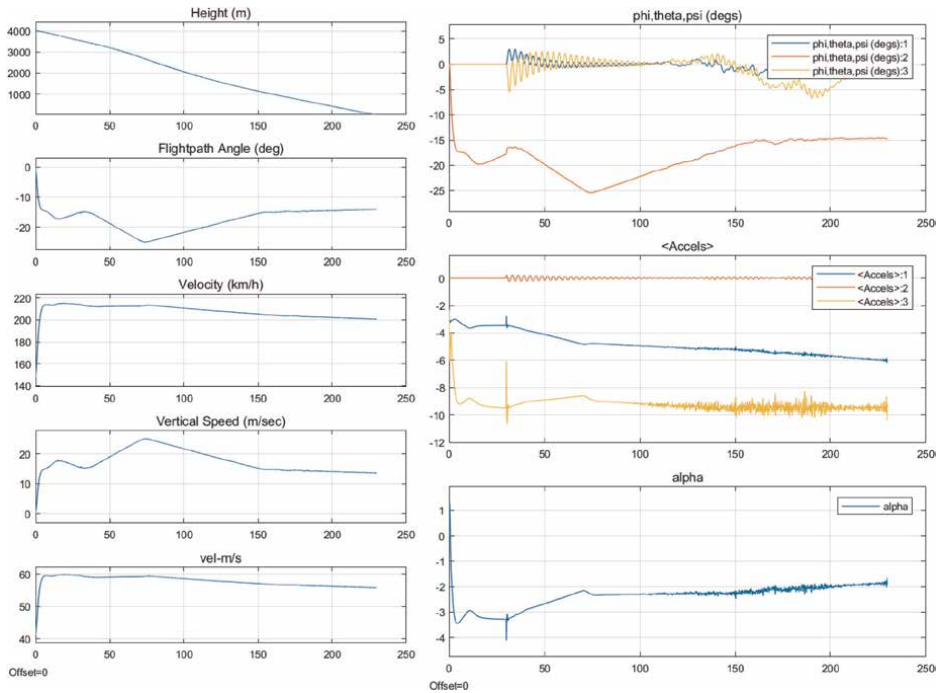 Height (m)
4000
3000
2000
1000
0 50 100 150 200 250
Flightpath Angle (deg)
0
-10
-20
0 50 100 150 200 250
Velocity (km/h)
220
200
180
160
140
0 50 100 150 200 250
Vertical Speed (m/sec)
20
10
0
0 50 100 150 200 250
vel-m/s
60
50
40
0 50 100 150 200 250
Offset=0
phi,theta,psi (degs)
phi,theta,psi (degs):1
phi,theta,psi (degs):2
phi,theta,psi (degs):3
5
0
-5
-10
-15
-20
-25
0 50 100 150 200 250
<Accels>
<Accels>:1
<Accels>:2
<Accels>:3
0
-2
-4
-6
-8
-10
-12
0 50 100 150 200 250
alpha
alpha
1
0
-1
-2
-3
-4
0 50 100 150 200 250
Offset=0